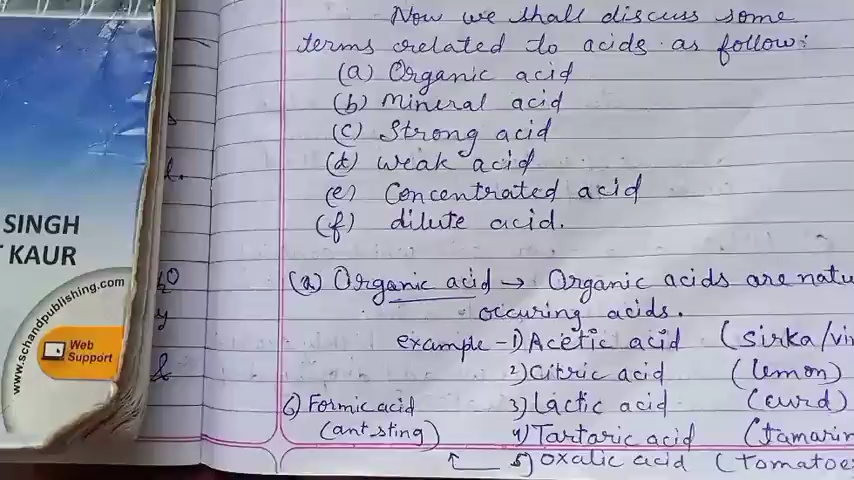 Now we shall discuss some
terms related to acids as follow:
(a) Organic acid
(b) Mineral acid
(c) Strong acid
(d) weak acid
(e) Concentrated acid
(f) dilute acid.
(a) Organic acid → Organic acids are natu
occuring acids.
example - 1) Acetic acid (sirka/vin
2) Citric acid (lemon)
3) Lactic acid (curd)
4) Tartaric acid (tamarin
5) Oxalic acid (Tomatoe
6) Formic acid
(ant sting)
SINGH
KAUR
www.schandpublishing.com
Web
Support